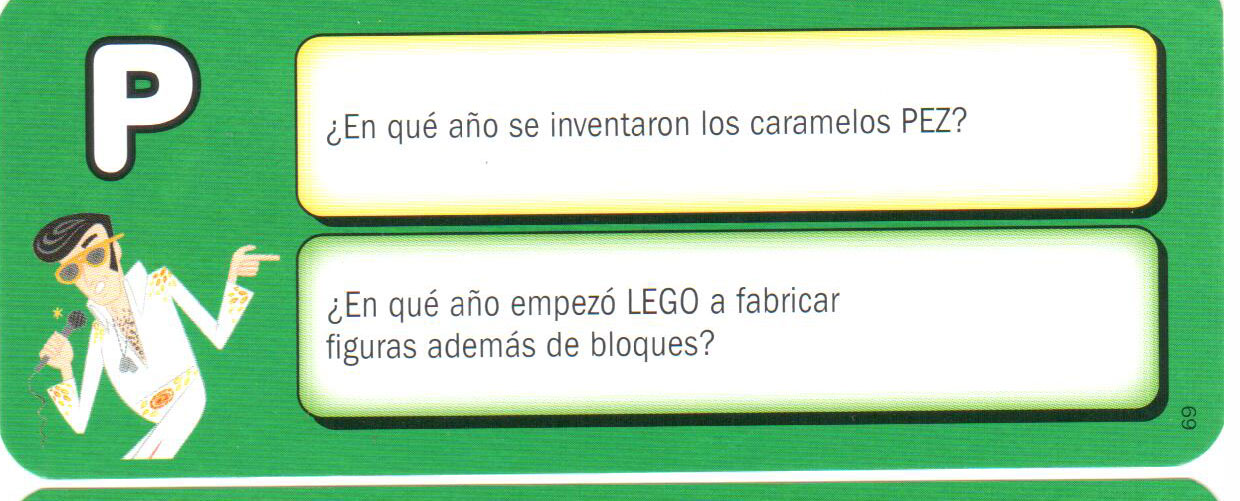 P
¿En qué año se inventaron los caramelos PEZ?
¿En qué año empezó LEGO a fabricar
figuras además de bloques?
69